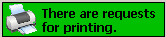 There are requests
for printing.